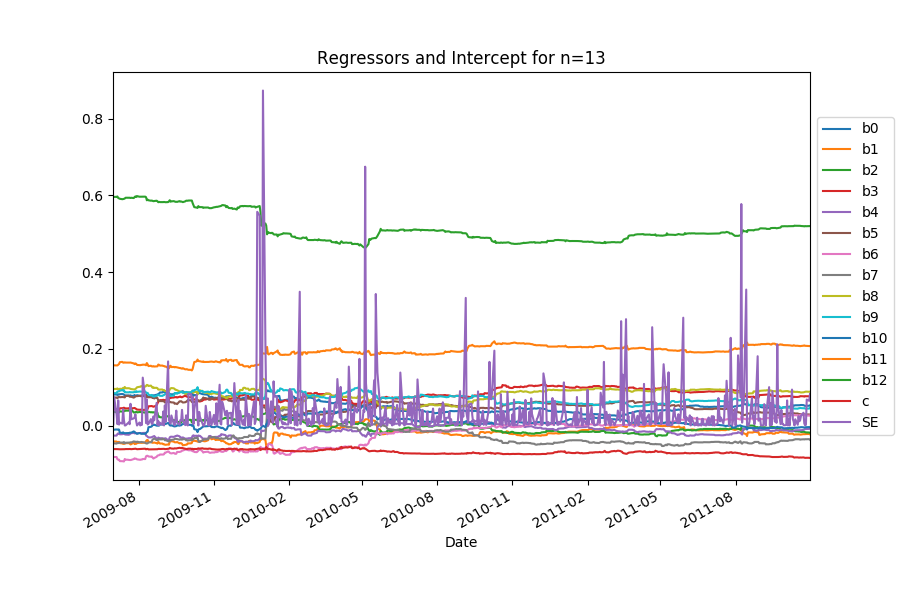 Regressors and Intercept for n=13
0.8
0.6
0.4
0.2
0.0
2009-08
2009-11
2010-02
2010-05
2010-08
2010-11
2011-02
2011-05
2011-08
Date
b0
b1
b2
b3
b4
b5
b6
b7
b8
b9
b10
b11
b12
c
SE